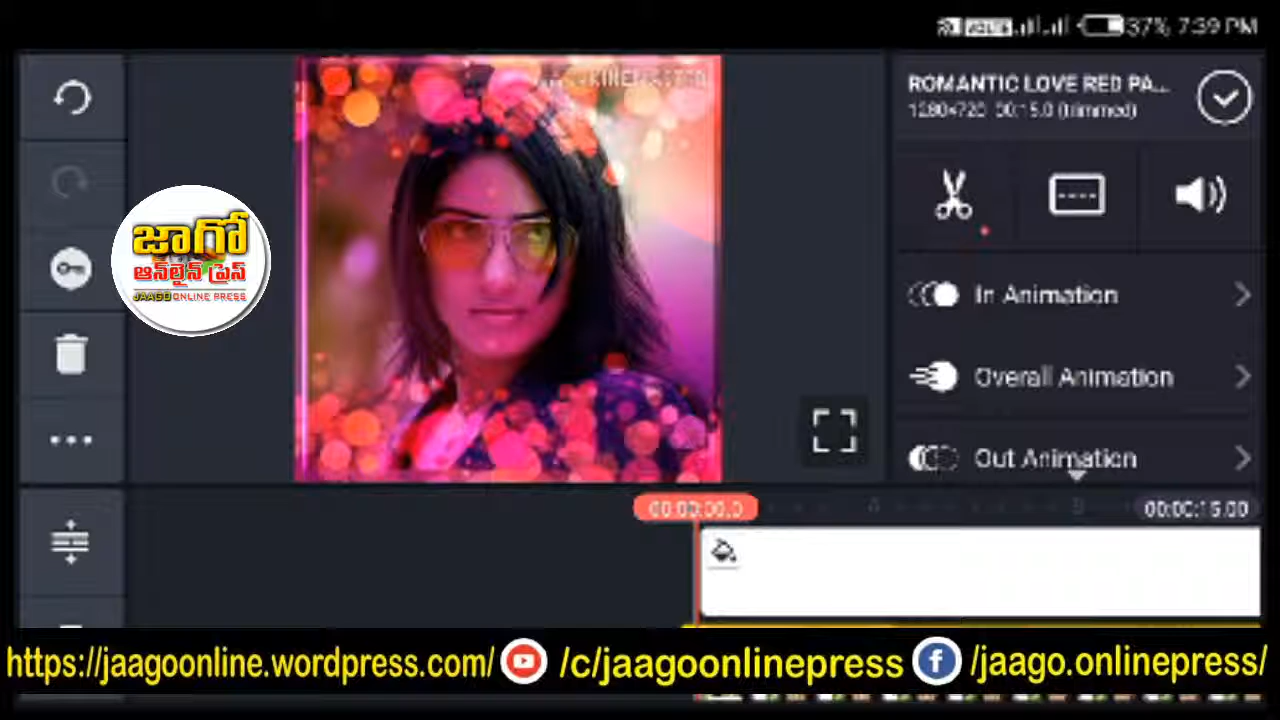 37% 7:39 PM
KINEMASTER
ROMANTIC LOVE RED PA...
1280×720 00:15.0 (trimmed)
జాగో
ఆన్‌లైన్ ప్రెస్
JAAGO ONLINE PRESS
In Animation
Overall Animation
Out Animation
00:00:00.0
00:00:15.00
https://jaagoonline.wordpress.com/ /c/jaagoonlinepress /jaago.onlinepress/